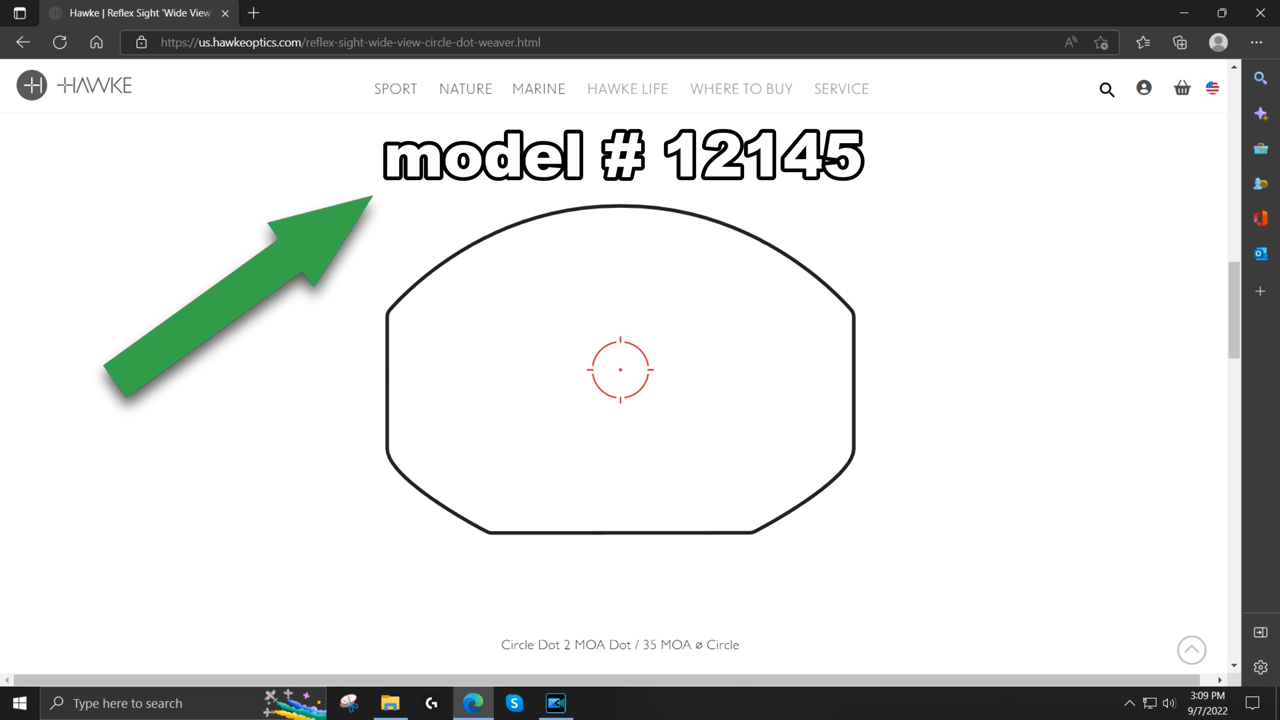 Hawke | Reflex Sight 'Wide View'
https://us.hawkeoptics.com/reflex-sight-wide-view-circle-dot-weaver.html
HAWKE
SPORT NATURE MARINE HAWKE LIFE WHERE TO BUY SERVICE
model # 12145
Circle Dot 2 MOA Dot / 35 MOA ø Circle
Type here to search
3:09 PM
9/7/2022